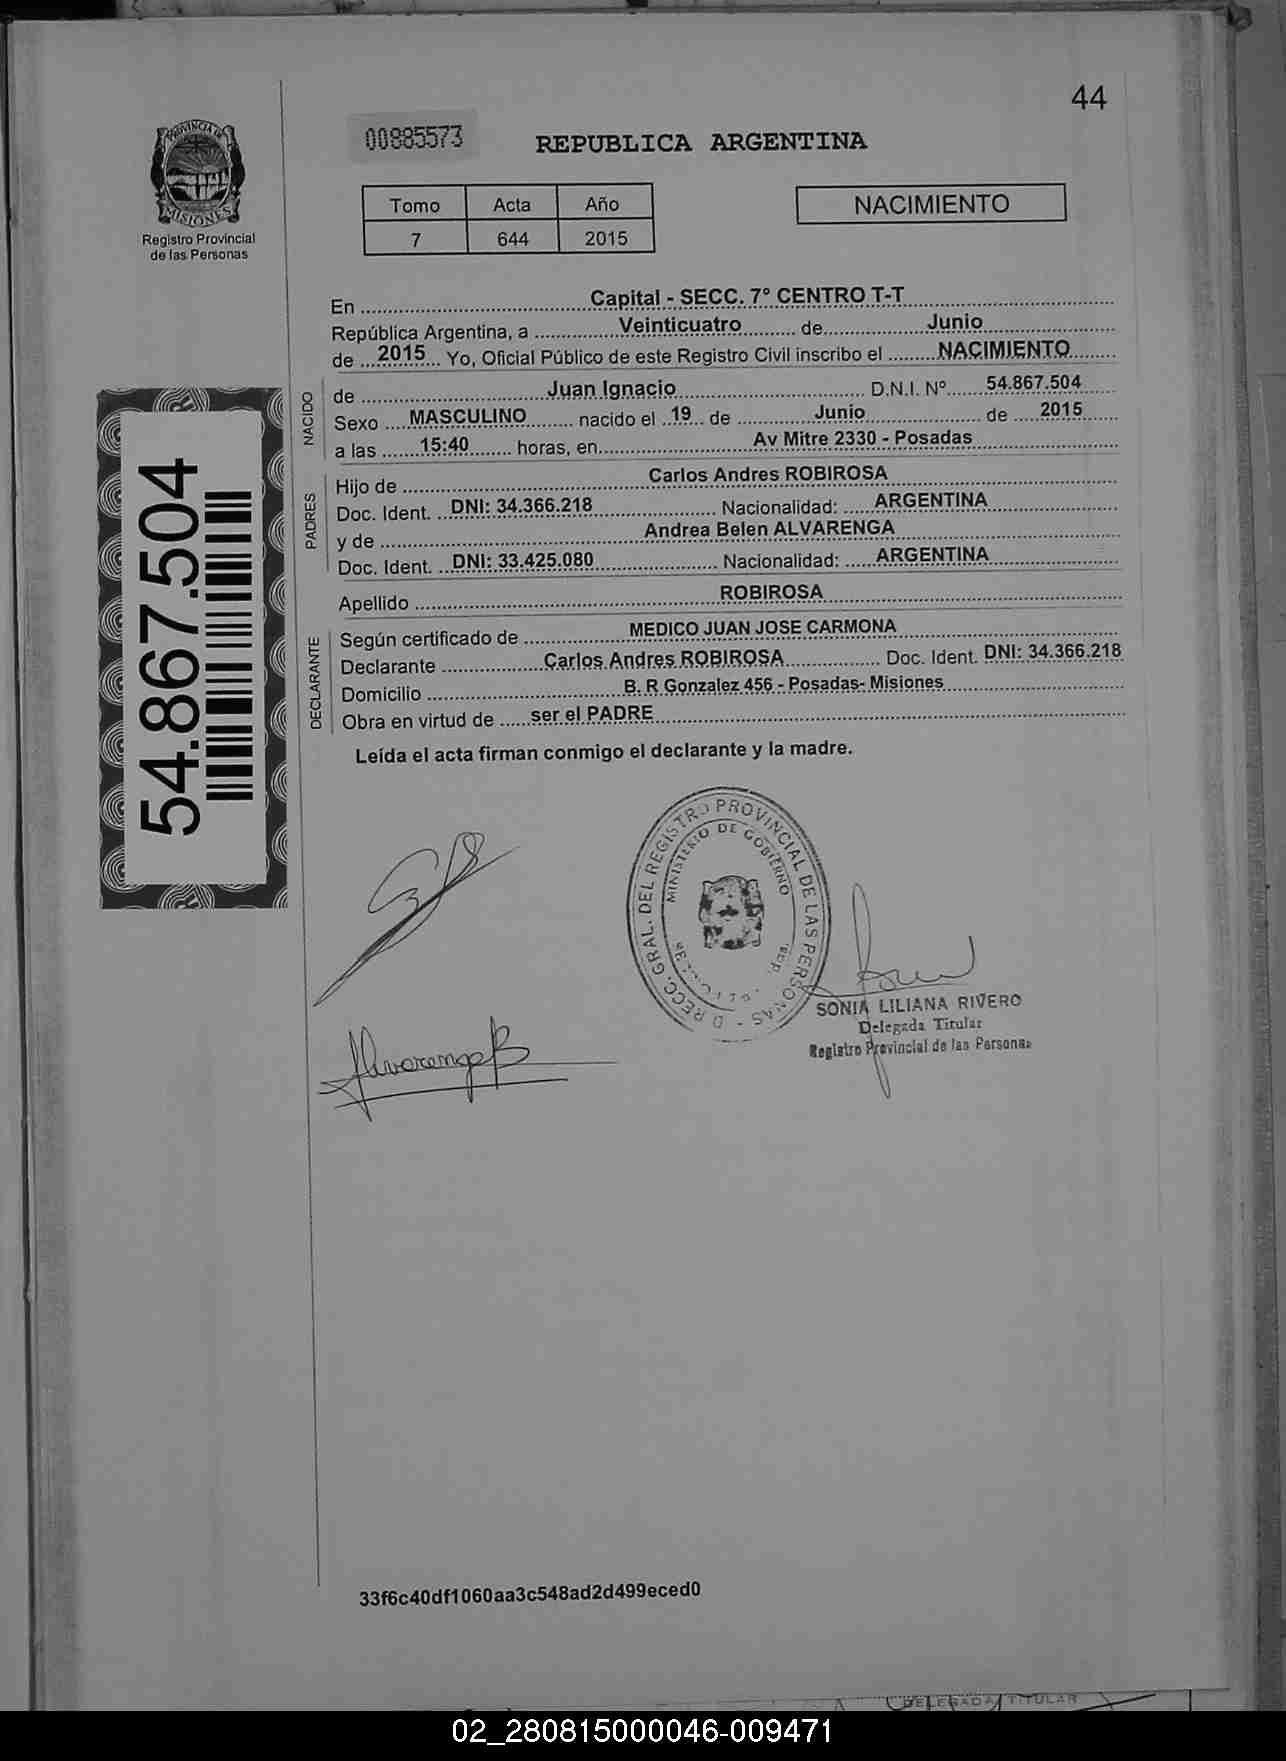 44
PROVINCIA DE
MISIONES
Registro Provincial
de las Personas
00885573
REPUBLICA ARGENTINA
Tomo Acta Año
7 644 2015
NACIMIENTO
En Capital - SECC. 7º CENTRO T-T
República Argentina, a Veinticuatro de Junio
de 2015 Yo, Oficial Público de este Registro Civil inscribo el NACIMIENTO
NACIDO
de Juan Ignacio D.N.I. Nº 54.867.504
Sexo MASCULINO nacido el 19 de Junio de 2015
a las 15:40 horas, en Av Mitre 2330 - Posadas
PADRES
Hijo de Carlos Andres ROBIROSA
Doc. Ident. DNI: 34.366.218 Nacionalidad: ARGENTINA
y de Andrea Belen ALVARENGA
Doc. Ident. DNI: 33.425.080 Nacionalidad: ARGENTINA
Apellido ROBIROSA
DECLARANTE
Según certificado de MEDICO JUAN JOSE CARMONA
Declarante Carlos Andres ROBIROSA Doc. Ident. DNI: 34.366.218
Domicilio B. R Gonzalez 456 - Posadas- Misiones
Obra en virtud de ser el PADRE
Leída el acta firman conmigo el declarante y la madre.
54.867.504
DIRECC. GRAL. DEL REGISTRO PROVINCIAL DE LAS PERSONAS -
MINISTERIO DE GOBIERNO
Alvarenga B
SONIA LILIANA RIVERO
Delegada Titular
Registro Provincial de las Personas
33f6c40df1060aa3c548ad2d499eced0
DELEGADA TITULAR
02_280815000046-009471